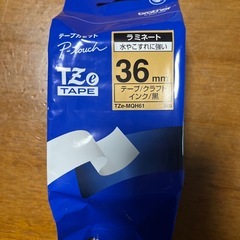 テープカセット
P-touch
TZe
TAPE
brother
ラミネート
水やこすれに強い
36mm
テープ/クラフト
インク/黒
TZe-MQH61